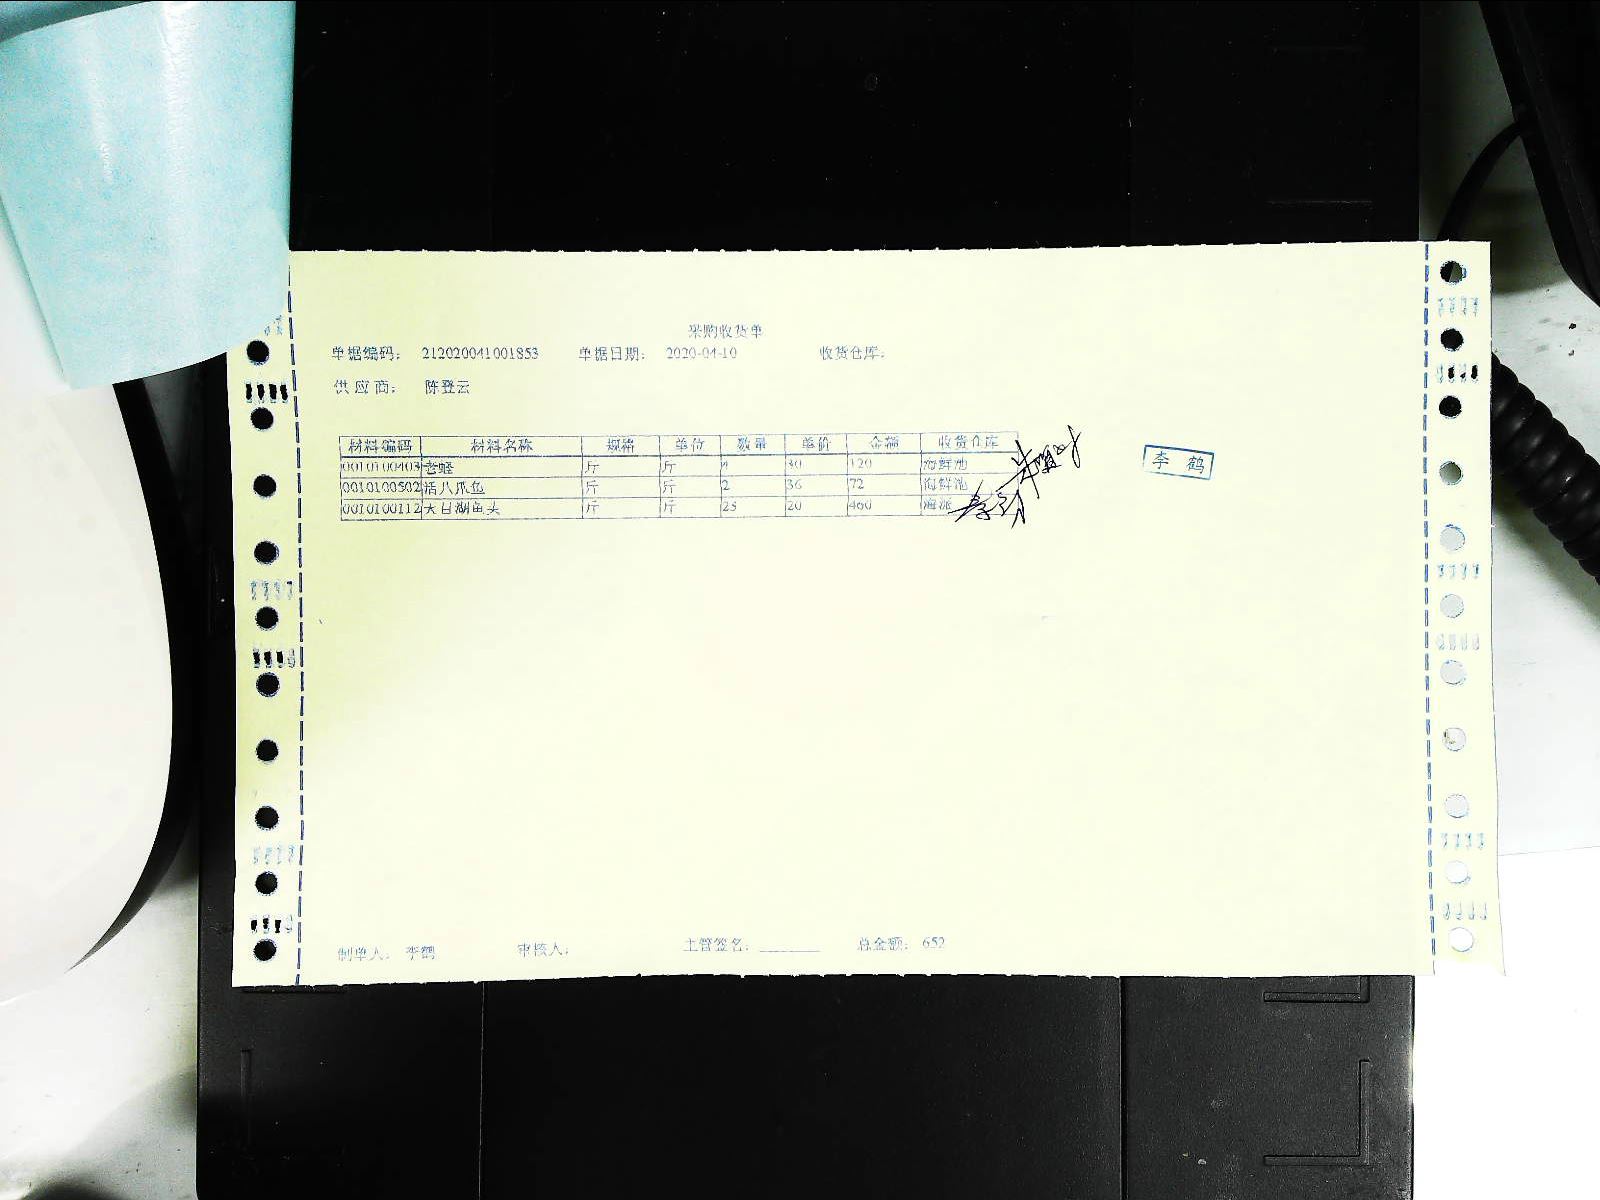 采购收货单
单据编码： 212020041001853 单据日期： 2020-04-10 收货仓库：
供应商： 陈登云
材料编码 材料名称 规格 单位 数量 单价 金额 收货仓库
0010100403 老蛏 斤 斤 4 30 120 海鲜池
0010100502 活八爪鱼 斤 斤 2 36 72 海鲜池
0010100112 大目湖鱼头 斤 斤 23 20 460 海派
李 鹤
制单人： 李鹤 审核人： 主管签名： ______ 总金额： 652